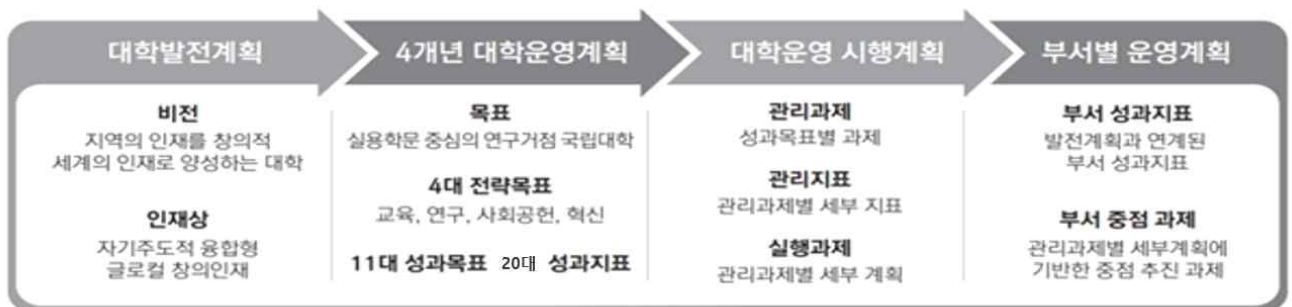 대학발전계획
비전
지역의 인재를 창의적
세계의 인재로 양성하는 대학
인재상
자기주도적 융합형
글로컬 창의인재
4개년 대학운영계획
목표
실용학문 중심의 연구거점 국립대학
4대 전략목표
교육, 연구, 사회공헌, 혁신
11대 성과목표 20대 성과지표
대학운영 시행계획
관리과제
성과목표별 과제
관리지표
관리과제별 세부 지표
실행과제
관리과제별 세부 계획
부서별 운영계획
부서 성과지표
발전계획과 연계된
부서 성과지표
부서 중점 과제
관리과제별 세부계획에
기반한 중점 추진 과제